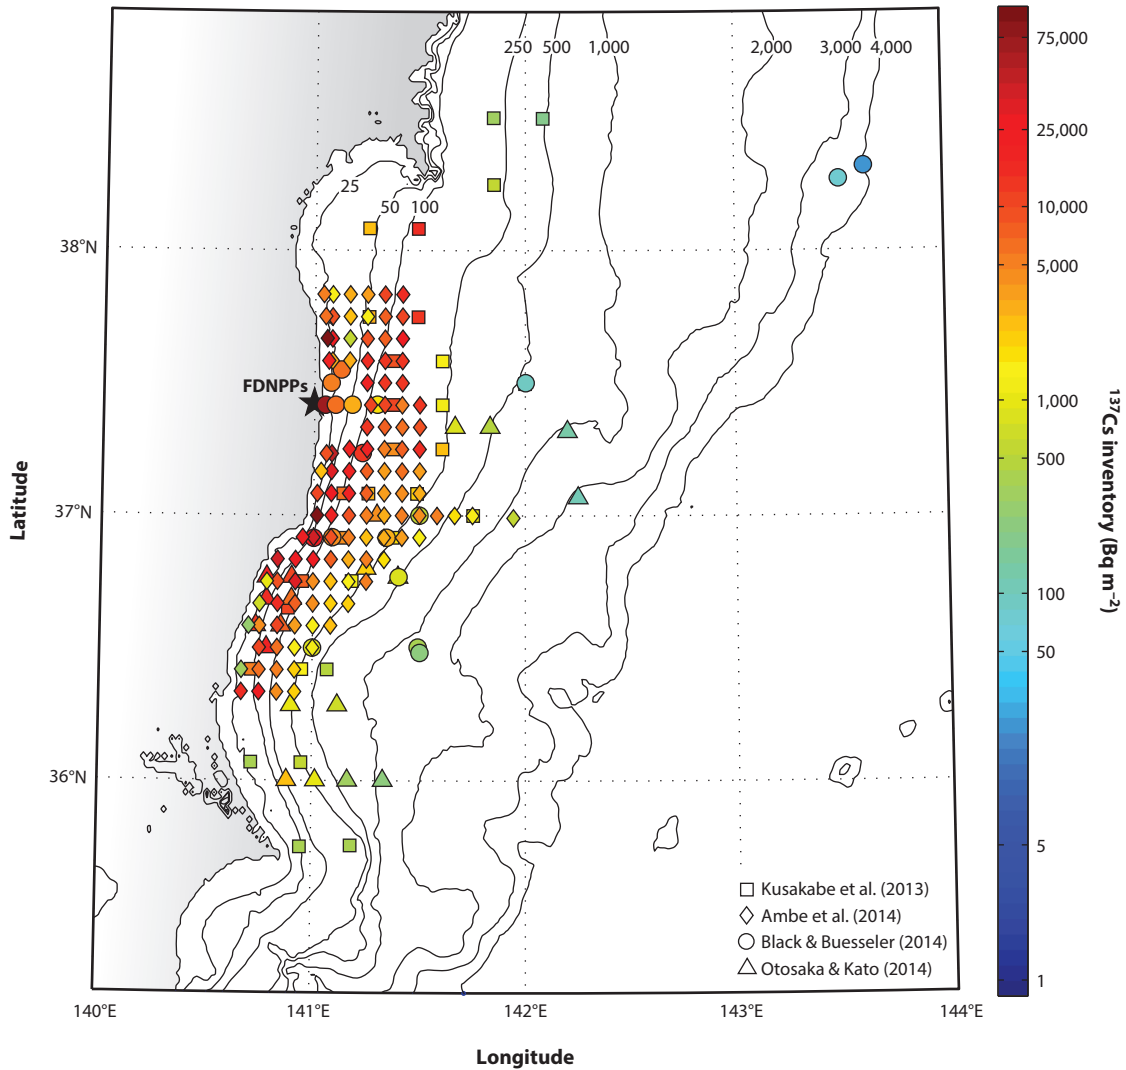 250 500 1,000 2,000 3,000 4,000
25
50 100
38°N
37°N
36°N
FDNPPs
Latitude
Kusakabe et al. (2013)
Ambe et al. (2014)
Black & Buesseler (2014)
Otosaka & Kato (2014)
140°E 141°E 142°E 143°E 144°E
Longitude
75,000
25,000
10,000
5,000
1,000
500
100
50
5
1
¹³⁷Cs inventory (Bq m⁻²)